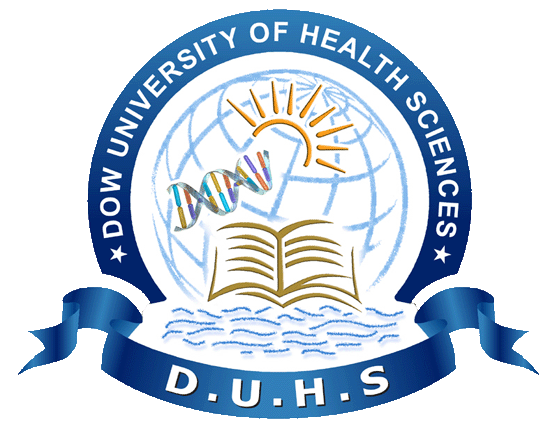 ★ DOW UNIVERSITY OF HEALTH SCIENCES ★
D.U.H.S